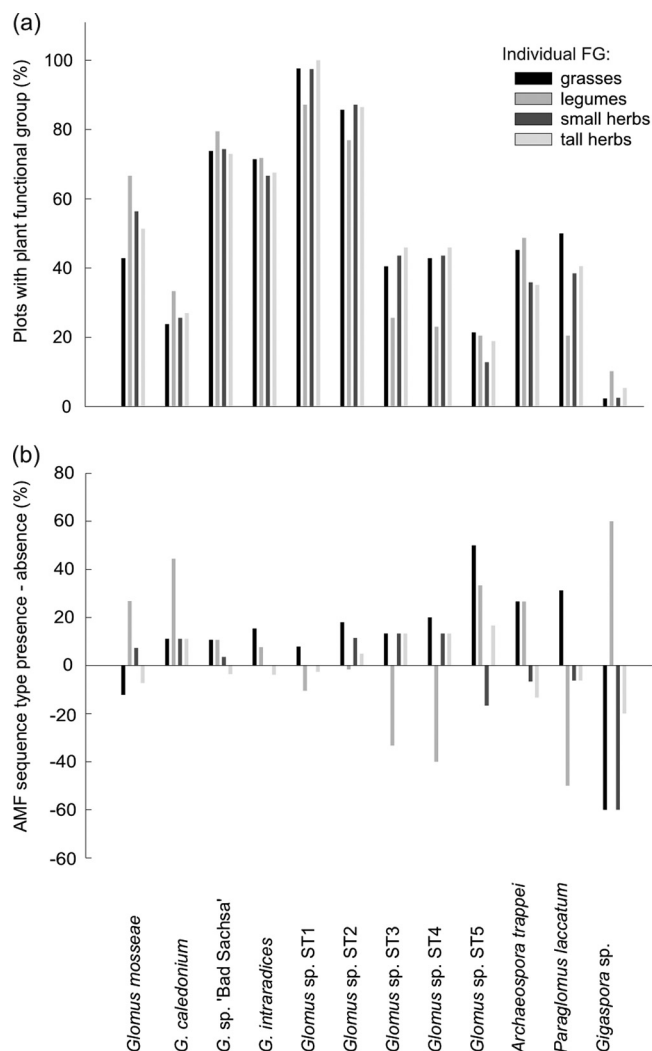 (a)
Plots with plant functional group (%)
100
80
60
40
20
0
Individual FG:
grasses
legumes
small herbs
tall herbs
(b)
AMF sequence type presence - absence (%)
80
60
40
20
0
-20
-40
-60
-60
Glomus mosseae
G. caledonium
G. sp. 'Bad Sachsa'
G. intraradices
Glomus sp. ST1
Glomus sp. ST2
Glomus sp. ST3
Glomus sp. ST4
Glomus sp. ST5
Archaeospora trappei
Paraglomus laccatum
Gigaspora sp.